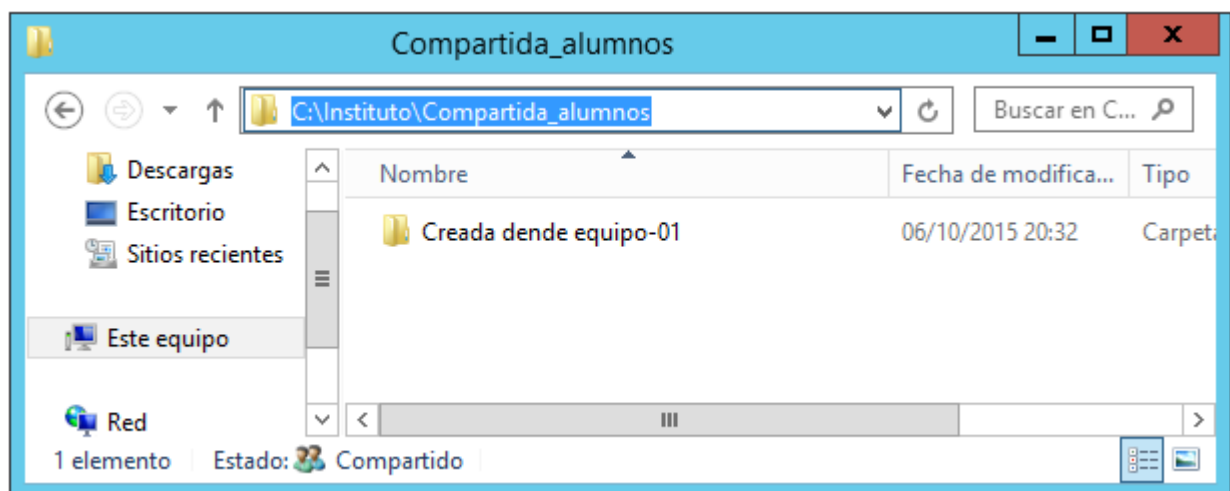 Compartida_alumnos
C:\Instituto\Compartida_alumnos
Buscar en C...
Descargas
Escritorio
Sitios recientes
Este equipo
Red
Nombre
Fecha de modifica...
Tipo
Creada dende equipo-01
06/10/2015 20:32
Carpeta
1 elemento
Estado:
Compartido